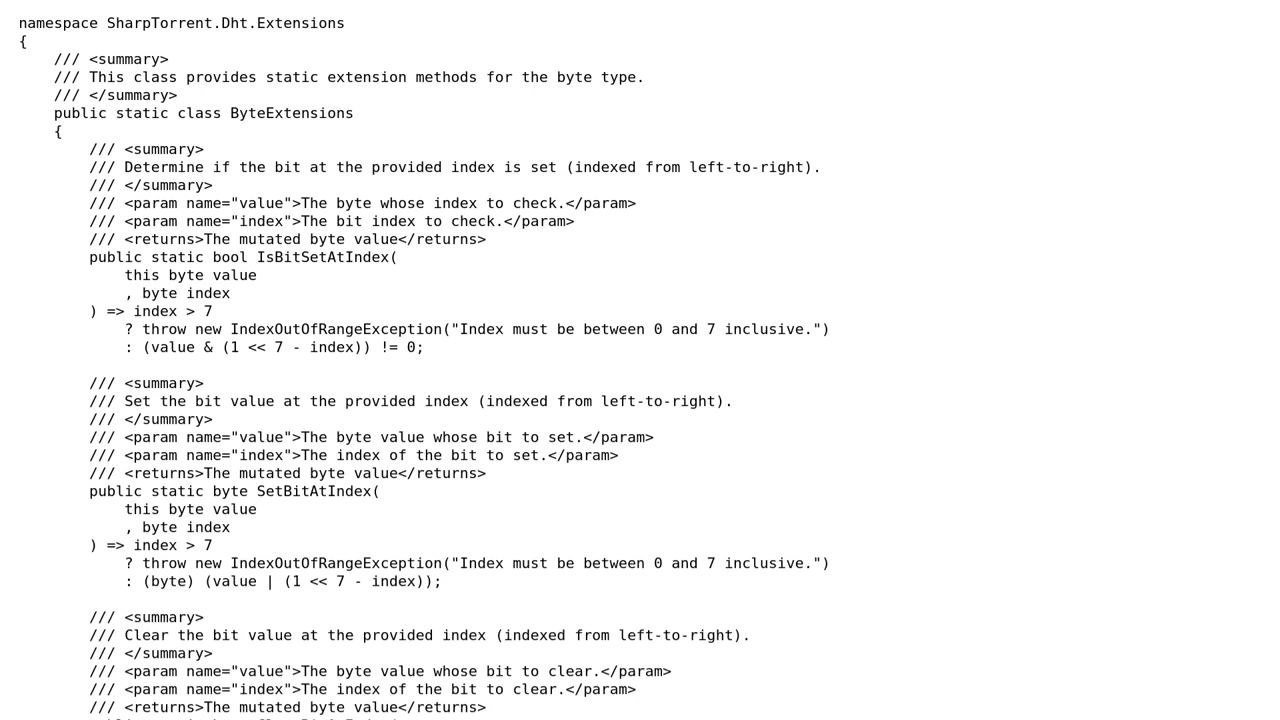 namespace SharpTorrent.Dht.Extensions
{
    /// <summary>
    /// This class provides static extension methods for the byte type.
    /// </summary>
    public static class ByteExtensions
    {
        /// <summary>
        /// Determine if the bit at the provided index is set (indexed from left-to-right).
        /// </summary>
        /// <param name="value">The byte whose index to check.</param>
        /// <param name="index">The bit index to check.</param>
        /// <returns>The mutated byte value</returns>
        public static bool IsBitSetAtIndex(
            this byte value
            , byte index
        ) => index > 7
            ? throw new IndexOutOfRangeException("Index must be between 0 and 7 inclusive.")
            : (value & (1 << 7 - index)) != 0;

        /// <summary>
        /// Set the bit value at the provided index (indexed from left-to-right).
        /// </summary>
        /// <param name="value">The byte value whose bit to set.</param>
        /// <param name="index">The index of the bit to set.</param>
        /// <returns>The mutated byte value</returns>
        public static byte SetBitAtIndex(
            this byte value
            , byte index
        ) => index > 7
            ? throw new IndexOutOfRangeException("Index must be between 0 and 7 inclusive.")
            : (byte) (value | (1 << 7 - index));

        /// <summary>
        /// Clear the bit value at the provided index (indexed from left-to-right).
        /// </summary>
        /// <param name="value">The byte value whose bit to clear.</param>
        /// <param name="index">The index of the bit to clear.</param>
        /// <returns>The mutated byte value</returns>